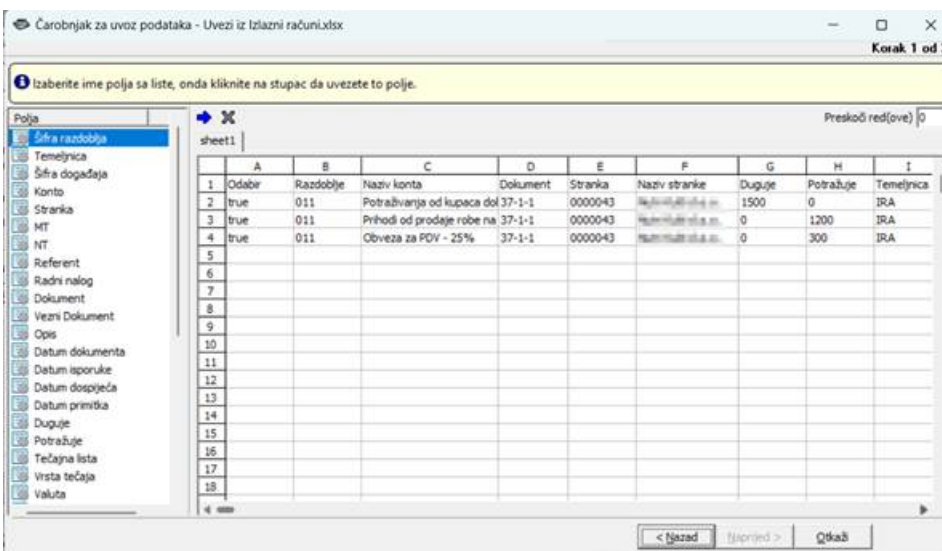 Čarobnjak za uvoz podataka - Uvezi iz Izlazni računi.xlsx
Korak 1 od
Izaberite ime polja sa liste, onda kliknite na stupac da uvezete to polje.
Polja
Preskoči red(ove) 0
sheet1
Šifra razdoblja
Temeljnica
Šifra događaja
Konto
Stranka
MT
NT
Referent
Radni nalog
Dokument
Vezni Dokument
Opis
Datum dokumenta
Datum isporuke
Datum dospijeća
Datum primitka
Duguje
Potražuje
Tečajna lista
Vrsta tečaja
Valuta
A B C D E F G H I
1 Odabir Razdoblje Naziv konta Dokument Stranka Naziv stranke Duguje Potražuje Temeljnica
2 true 011 Potraživanja od kupaca dol 37-1-1 0000043 1500 0 IRA
3 true 011 Prihodi od prodaje robe na 37-1-1 0000043 0 1200 IRA
4 true 011 Obveza za PDV - 25% 37-1-1 0000043 0 300 IRA
5
6
7
8
9
10
11
12
13
14
15
16
17
18
< Nazad Naprijed > Otkaži